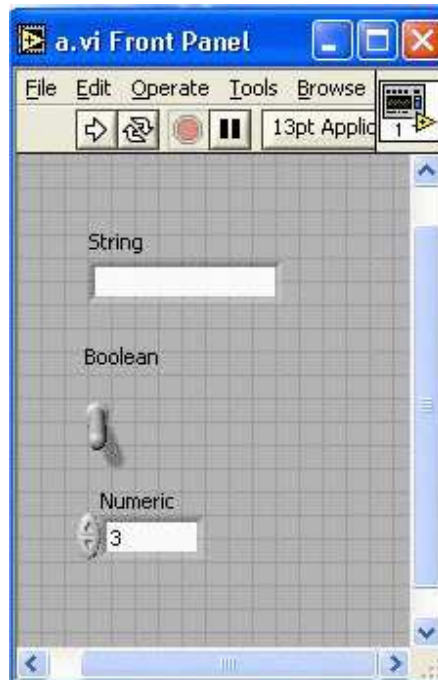 a.vi Front Panel
File Edit Operate Tools Browse
13pt Applic
1
String
Boolean
Numeric
3